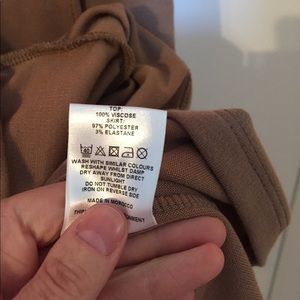 TOP:
100% VISCOSE
SKIRT:
97% POLYESTER
3% ELASTANE
WASH WITH SIMILAR COLOURS
RESHAPE WHILST DAMP
DRY AWAY FROM DIRECT
SUNLIGHT
DO NOT TUMBLE DRY
IRON ON REVERSE SIDE
MADE IN MOROCCO